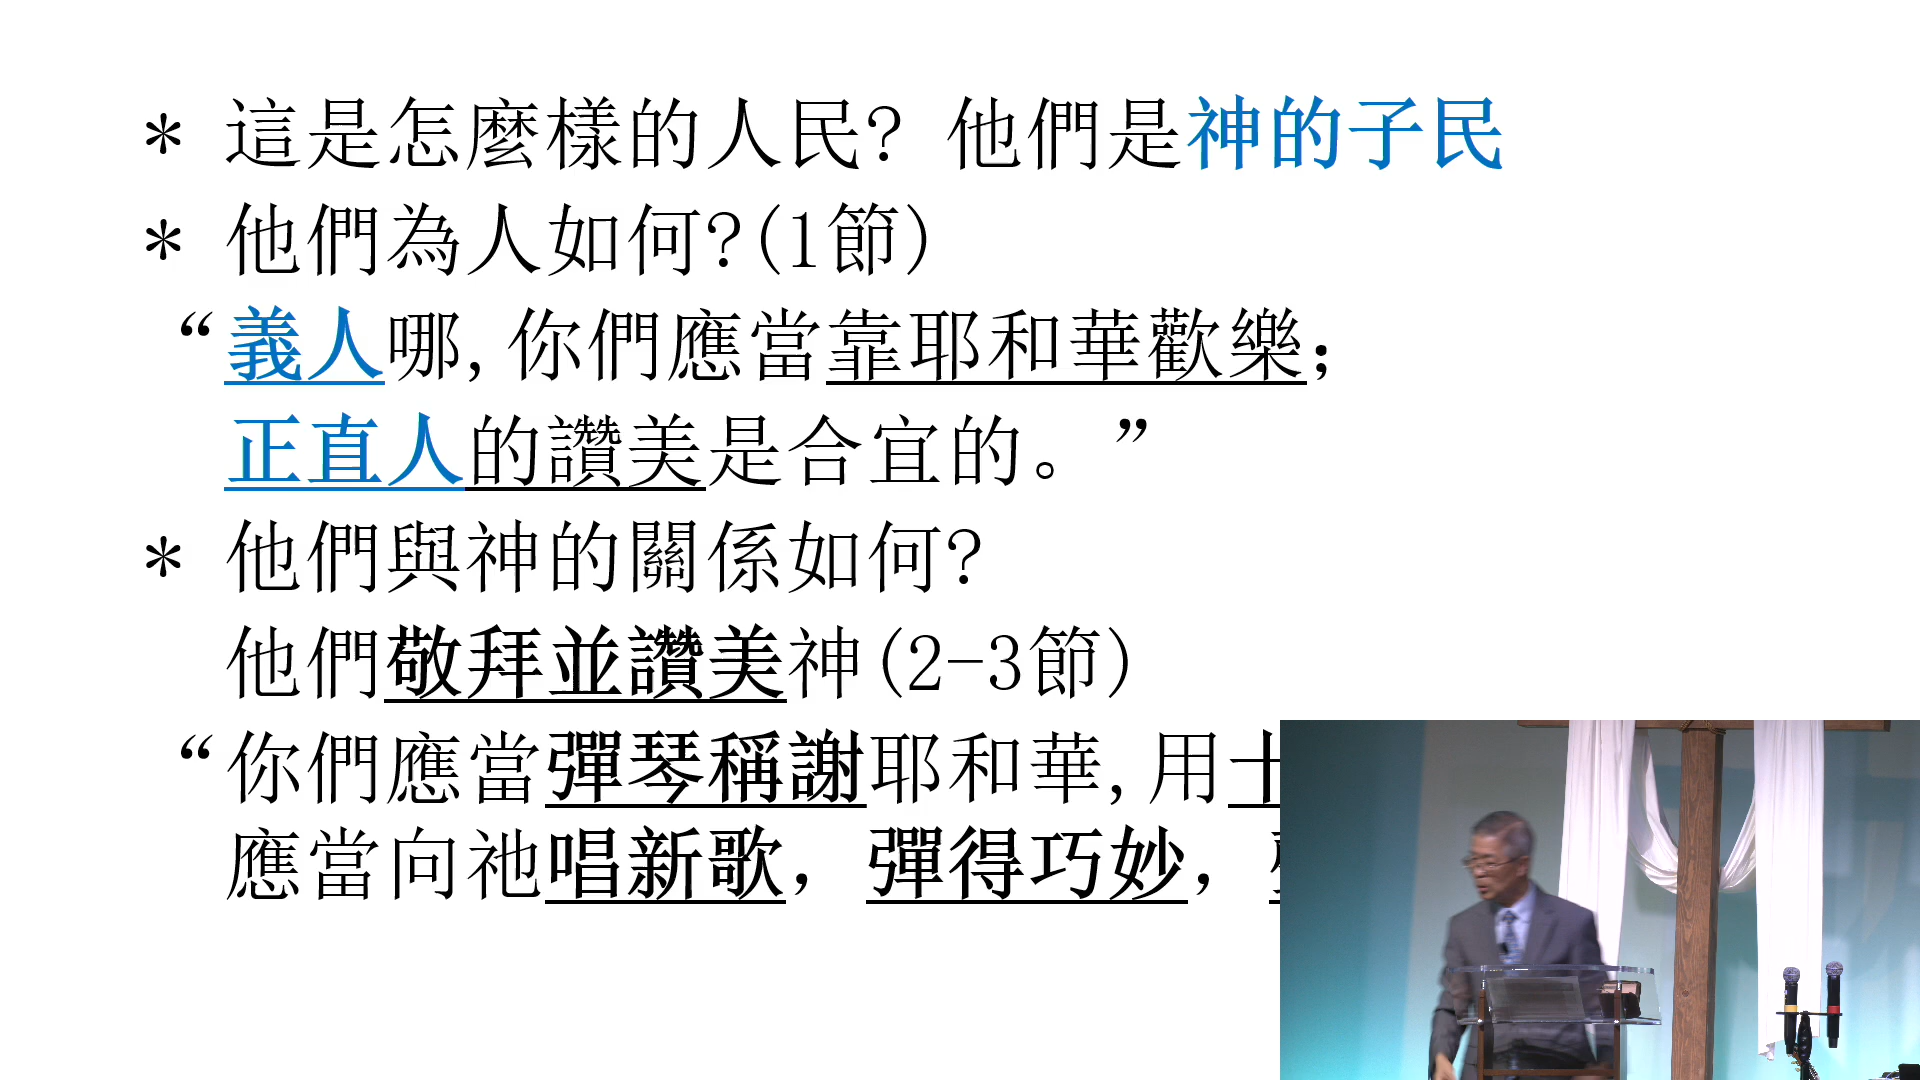 * 這是怎麼樣的人民? 他們是神的子民
* 他們為人如何?(1節)
“義人哪,你們應當靠耶和華歡樂;
正直人的讚美是合宜的。”
* 他們與神的關係如何?
他們敬拜並讚美神(2-3節)
“你們應當彈琴稱謝耶和華,用十
應當向祂唱新歌，彈得巧妙，